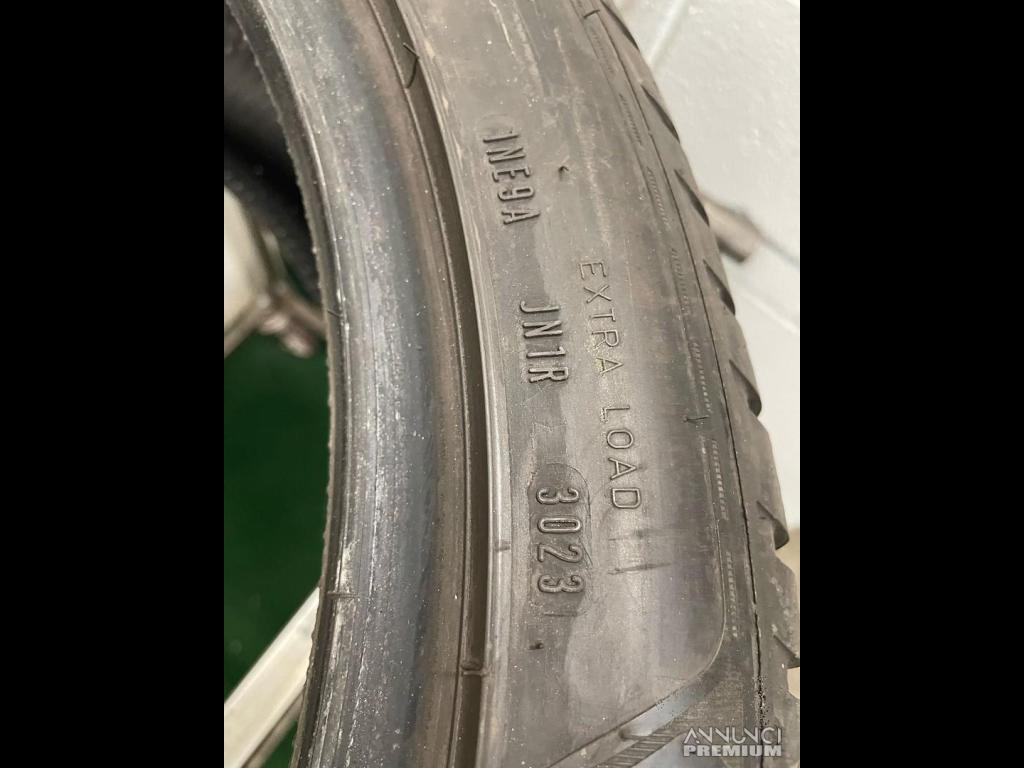 1NE9A
JN1R
3023
EXTRA LOAD
ANNUNCI
PREMIUM